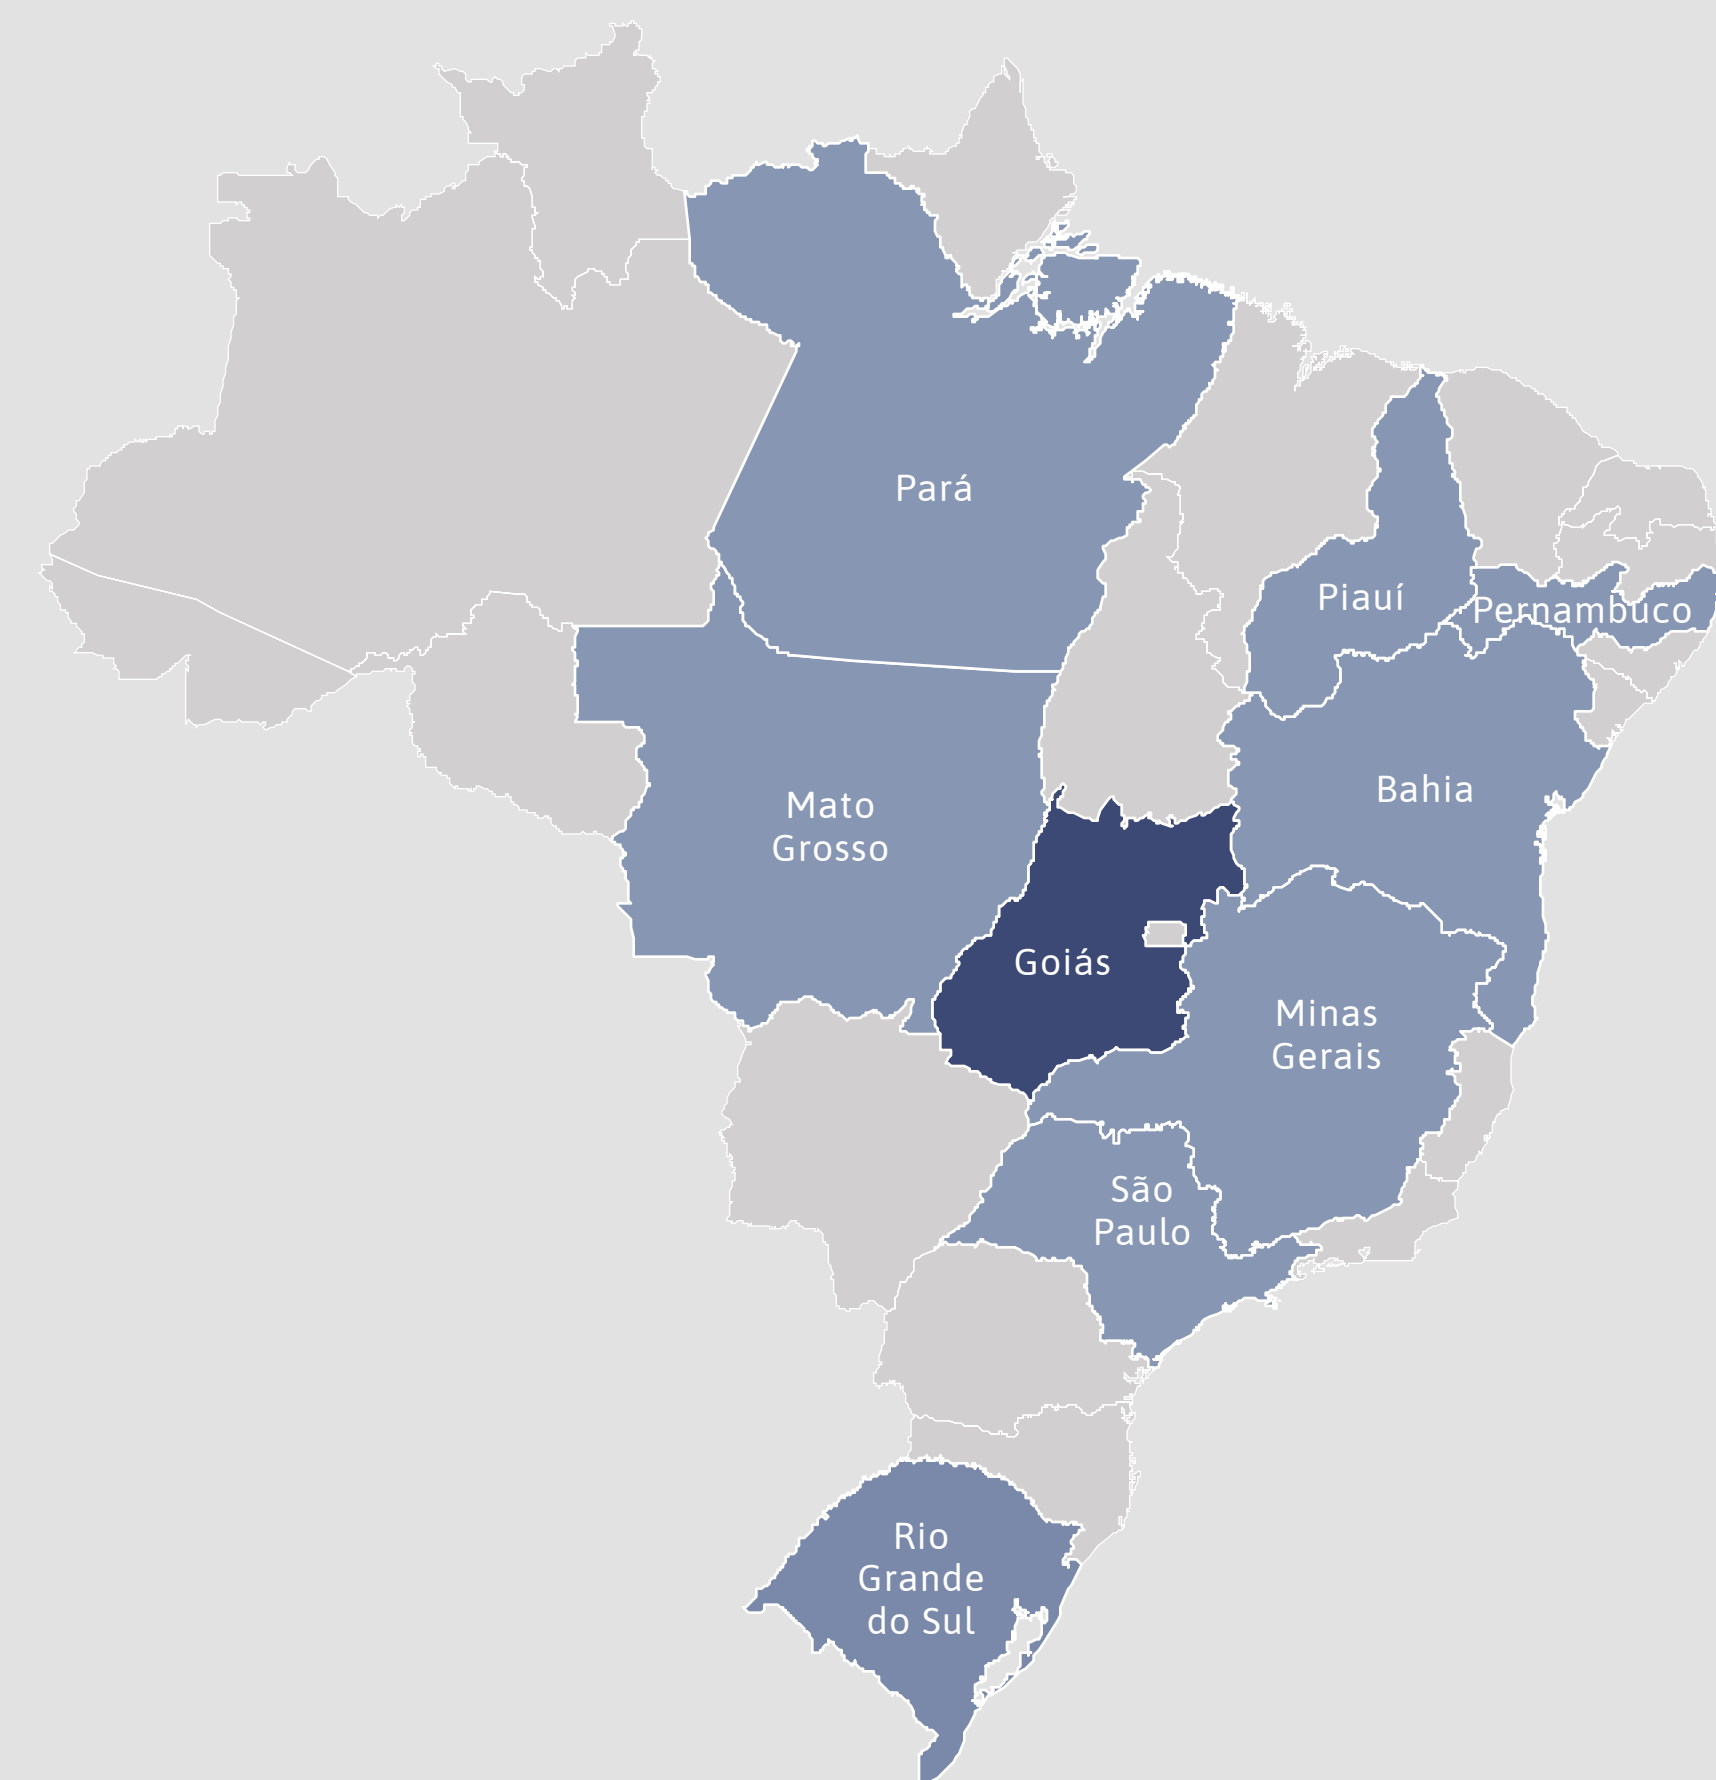 Pará
Piauí
Pernambuco
Bahia
Mato
Grosso
Goiás
Minas
Gerais
São
Paulo
Rio
Grande
do Sul